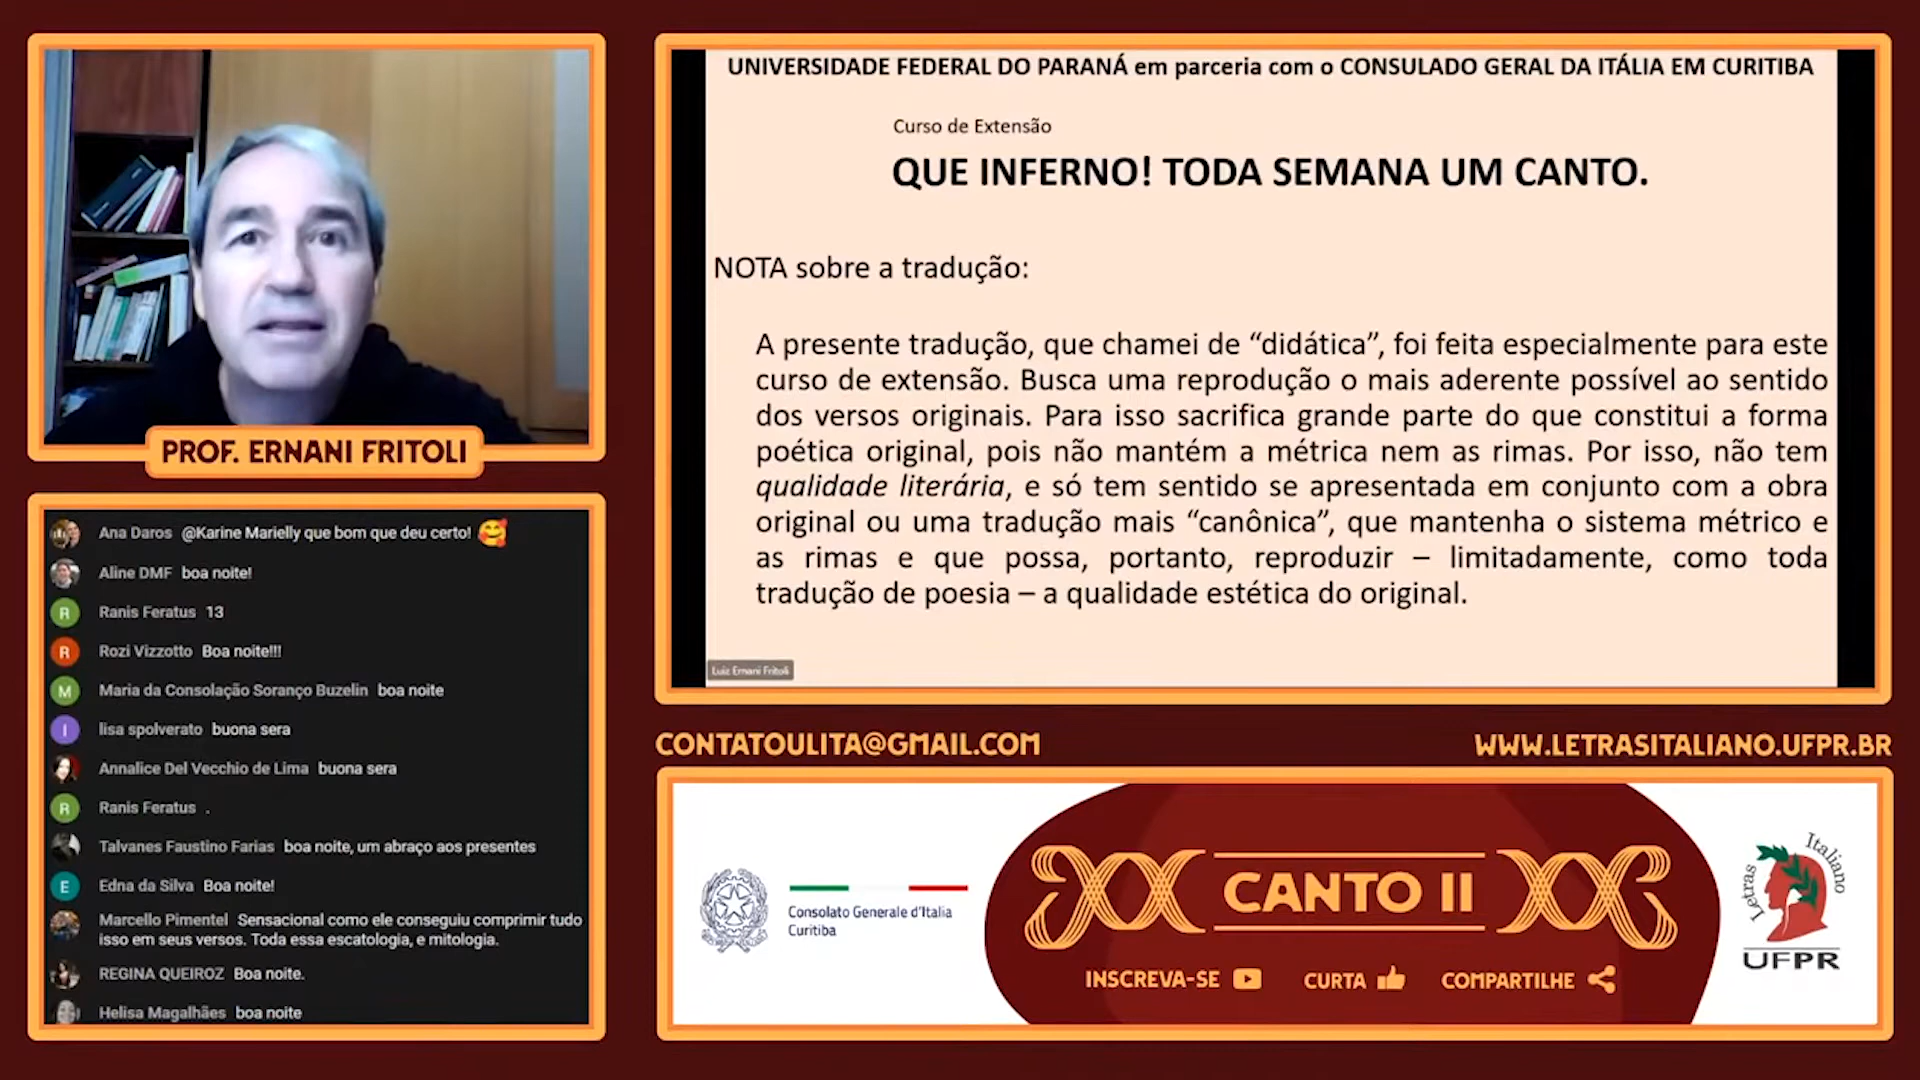 PROF. ERNANI FRITOLI
Ana Daros @Karine Marielly que bom que deu certo!
Aline DMF boa noite!
R Ranis Feratus 13
R Rozi Vizzotto Boa noite!!!
M Maria da Consolação Soranço Buzelin boa noite
l lisa spolverato buona sera
Annalice Del Vecchio de Lima buona sera
R Ranis Feratus .
Talvanes Faustino Farias boa noite, um abraço aos presentes
E Edna da Silva Boa noite!
Marcello Pimentel Sensacional como ele conseguiu comprimir tudo
isso em seus versos. Toda essa escatologia, e mitologia.
REGINA QUEIROZ Boa noite.
Helisa Magalhães boa noite
UNIVERSIDADE FEDERAL DO PARANÁ em parceria com o CONSULADO GERAL DA ITÁLIA EM CURITIBA
Curso de Extensão
QUE INFERNO! TODA SEMANA UM CANTO.
NOTA sobre a tradução:
A presente tradução, que chamei de “didática”, foi feita especialmente para este
curso de extensão. Busca uma reprodução o mais aderente possível ao sentido
dos versos originais. Para isso sacrifica grande parte do que constitui a forma
poética original, pois não mantém a métrica nem as rimas. Por isso, não tem
qualidade literária, e só tem sentido se apresentada em conjunto com a obra
original ou uma tradução mais “canônica”, que mantenha o sistema métrico e
as rimas e que possa, portanto, reproduzir – limitadamente, como toda
tradução de poesia – a qualidade estética do original.
Luiz Ernani Fritoli
CONTATOULITA@GMAIL.COM
WWW.LETRASITALIANO.UFPR.BR
Consolato Generale d'Italia
Curitiba
CANTO II
INSCREVA-SE
CURTA
COMPARTILHE
Letras Italiano
UFPR